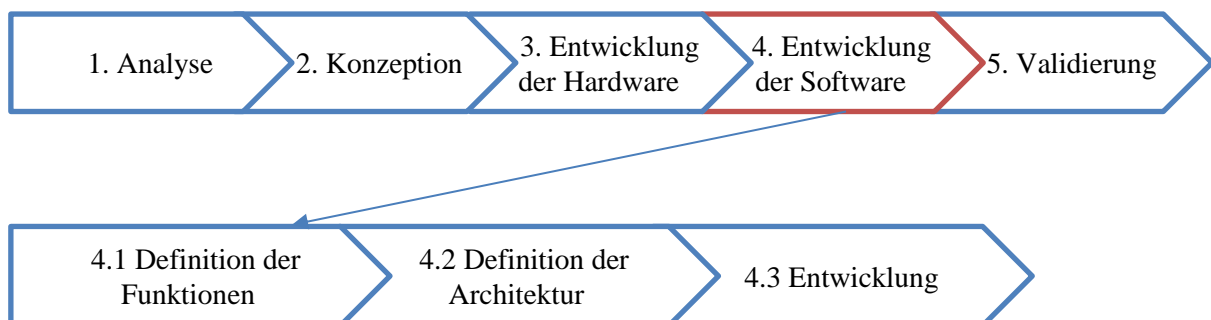 1. Analyse
2. Konzeption
3. Entwicklung
der Hardware
4. Entwicklung
der Software
5. Validierung
4.1 Definition der
Funktionen
4.2 Definition der
Architektur
4.3 Entwicklung